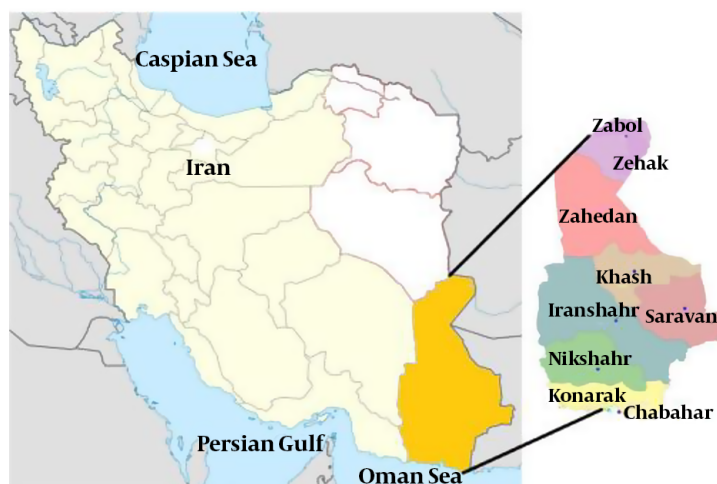 Caspian Sea
Iran
Persian Gulf
Oman Sea
Zabol
Zehak
Zahedan
Khash
Iranshahr
Saravan
Nikshahr
Konarak
Chabahar